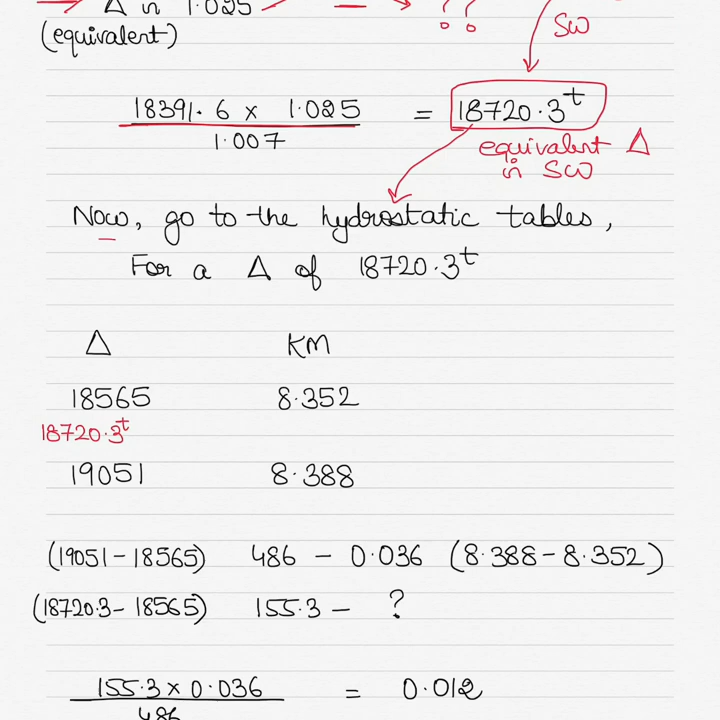 Δ in 1.025 ? ?
(equivalent) SW
18391.6 x 1.025 = 18720.3t
1.007
equivalent Δ
in SW
Now, go to the hydrostatic tables,
For a Δ of 18720.3t
Δ KM
18565 8.352
18720.3t
19051 8.388
(19051-18565) 486 - 0.036 (8.388-8.352)
(18720.3-18565) 155.3 - ?
155.3 x 0.036 = 0.012
486